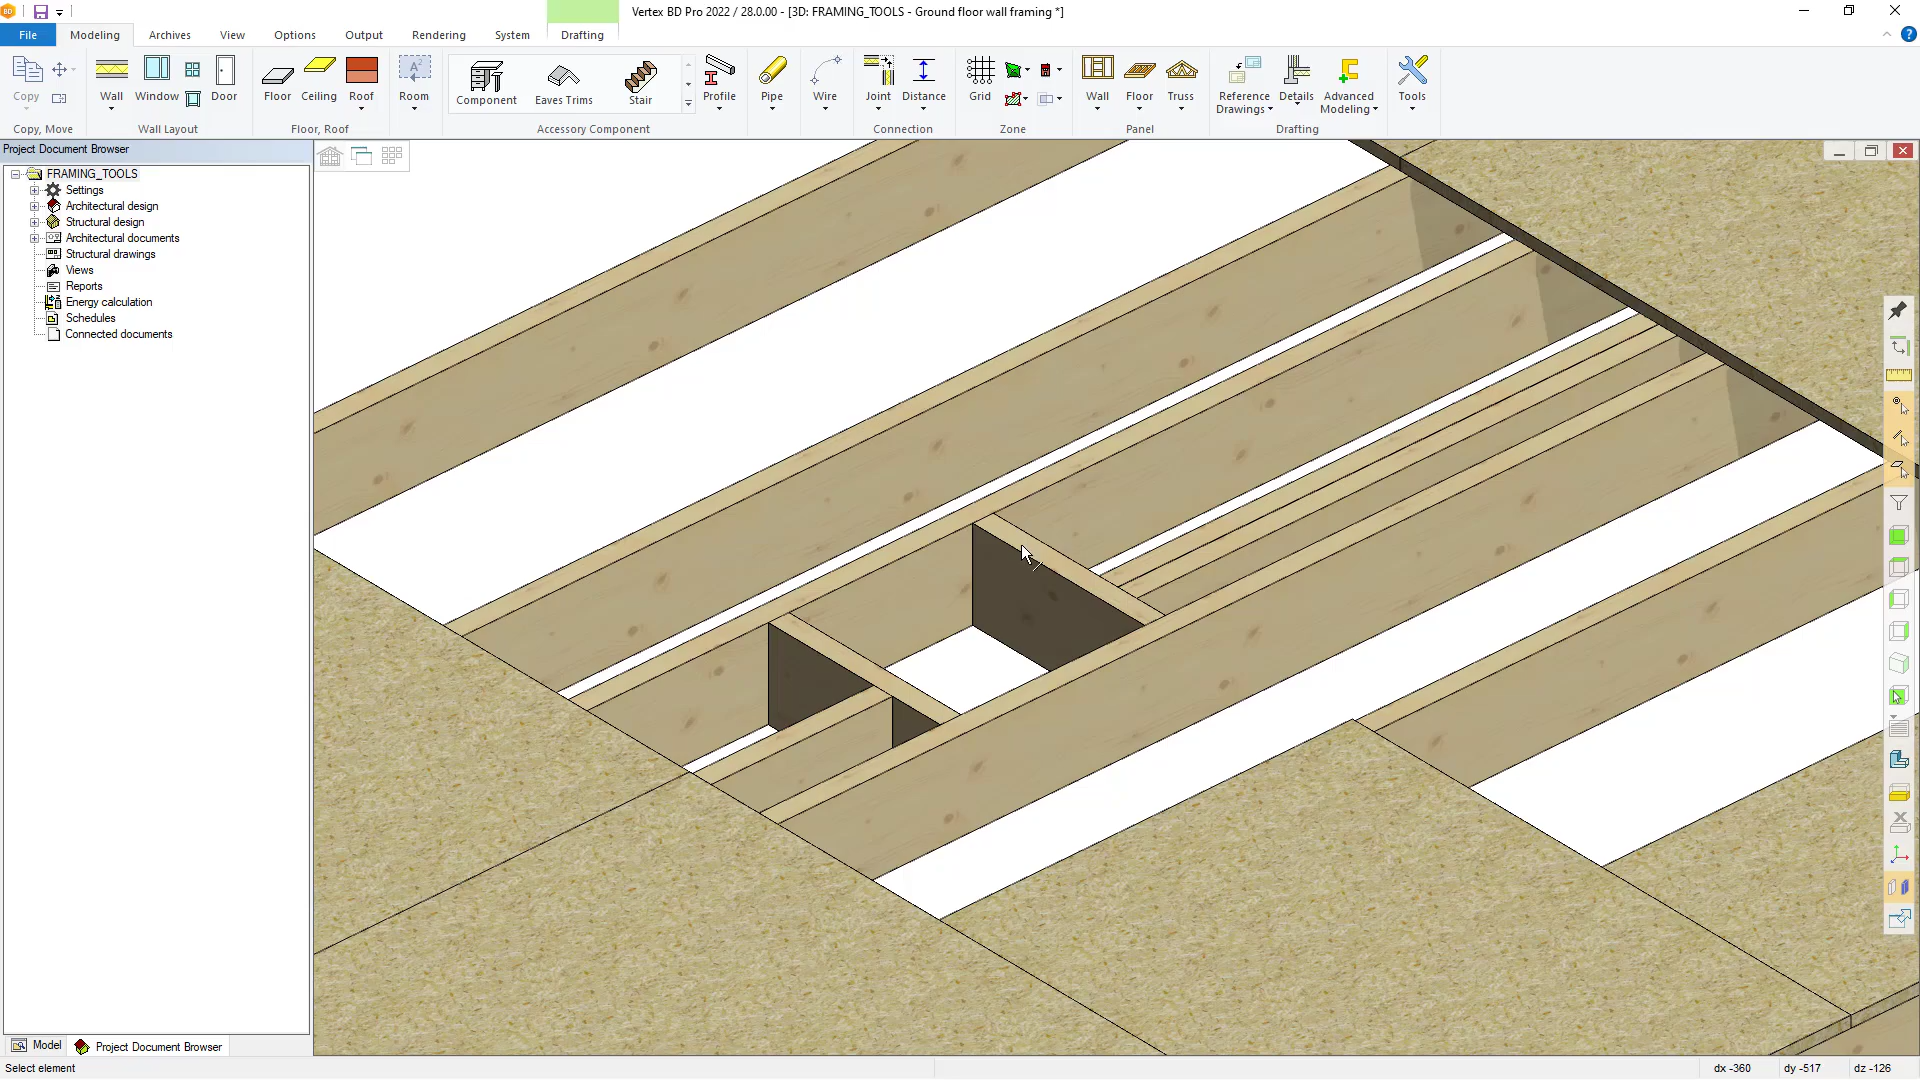 BD
Vertex BD Pro 2022 / 28.0.00 - [3D: FRAMING_TOOLS - Ground floor wall framing *]
File
Modeling
Archives
View
Options
Output
Rendering
System
Drafting
?
Copy
Wall
Window
Door
Floor
Ceiling
Roof
Room
Component
Eaves Trims
Stair
Profile
Pipe
Wire
Joint
Distance
Grid
Wall
Floor
Truss
Reference
Drawings
Details
Advanced
Modeling
Tools
Copy, Move
Wall Layout
Floor, Roof
Accessory Component
Connection
Zone
Panel
Drafting
Project Document Browser
FRAMING_TOOLS
Settings
Architectural design
Structural design
Architectural documents
Structural drawings
Views
Reports
Energy calculation
Schedules
Connected documents
Model
Project Document Browser
Select element
dx -360
dy -517
dz -126